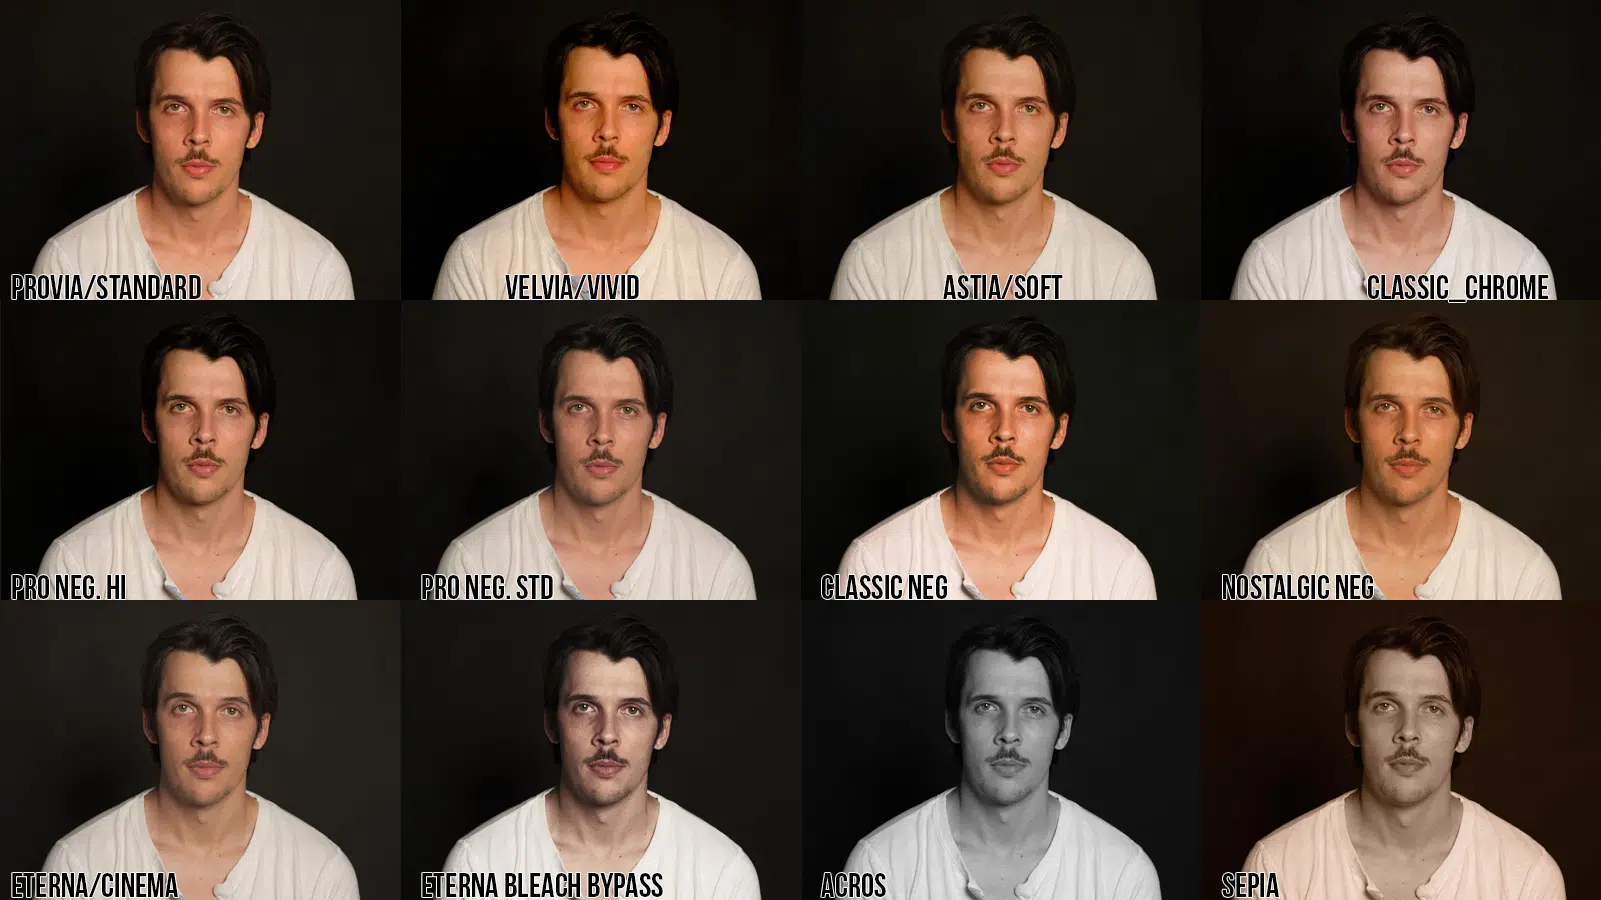 PROVIA/STANDARD
VELVIA/VIVID
ASTIA/SOFT
CLASSIC_CHROME
PRO NEG. HI
PRO NEG. STD
CLASSIC NEG
NOSTALGIC NEG
ETERNA/CINEMA
ETERNA BLEACH BYPASS
ACROS
SEPIA